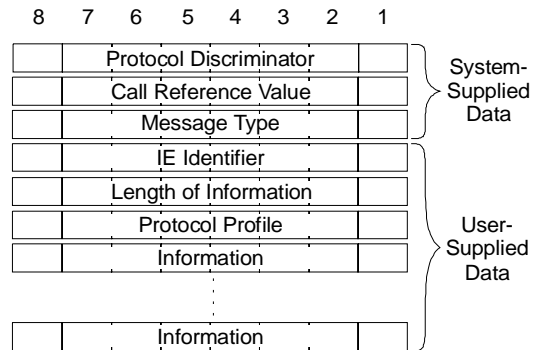 8 7 6 5 4 3 2 1
Protocol Discriminator
Call Reference Value
Message Type
System-
Supplied
Data
IE Identifier
Length of Information
Protocol Profile
Information
Information
User-
Supplied
Data